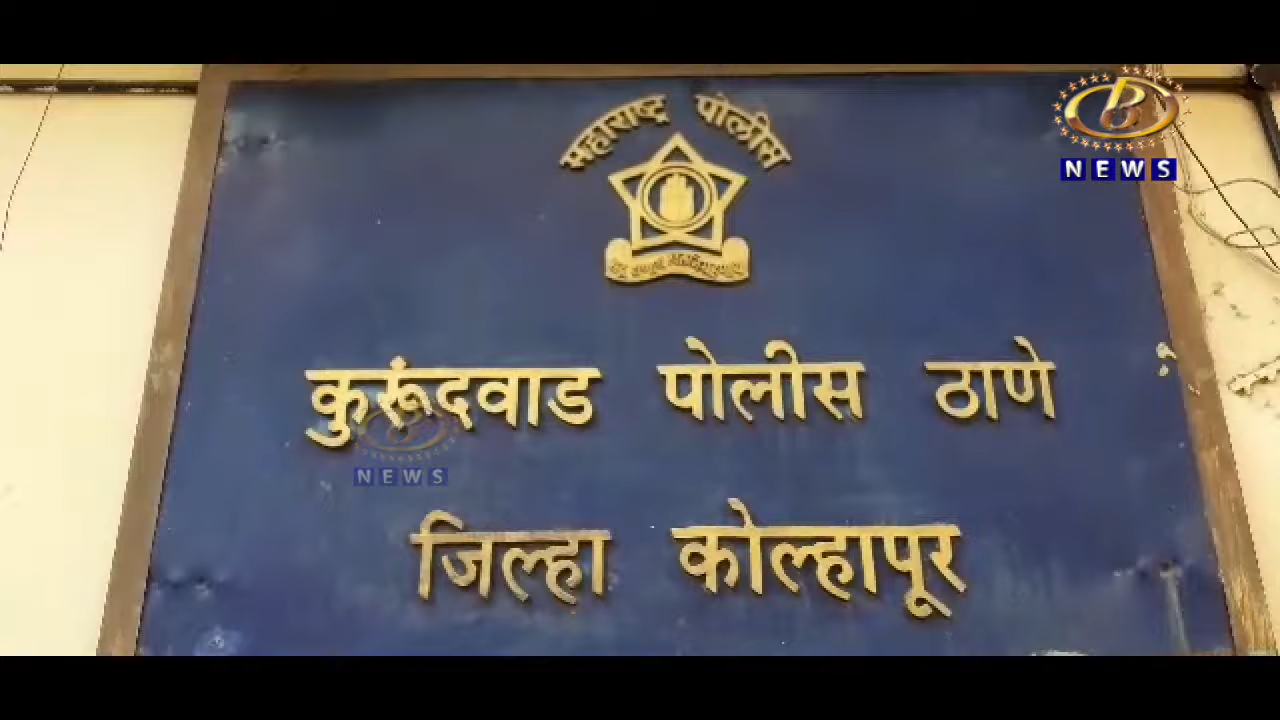 महाराष्ट्र पोलीस
NEWS
कुरूंदवाड पोलीस ठाणे
NEWS
जिल्हा कोल्हापूर